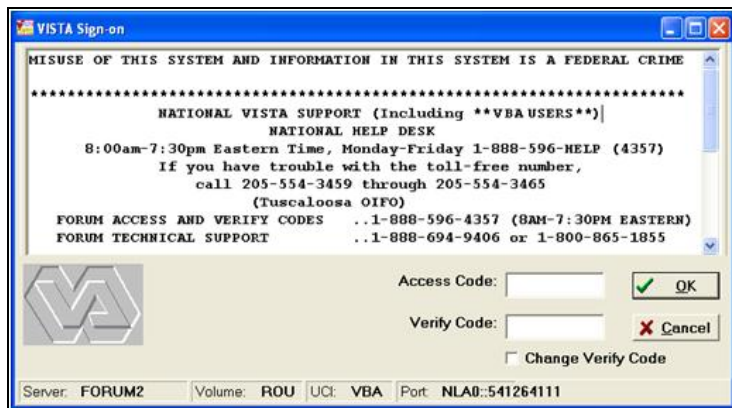 VISTA Sign-on
MISUSE OF THIS SYSTEM AND INFORMATION IN THIS SYSTEM IS A FEDERAL CRIME
***********************************************************************
NATIONAL VISTA SUPPORT (Including **VBA USERS**)
NATIONAL HELP DESK
8:00am-7:30pm Eastern Time, Monday-Friday 1-888-596-HELP (4357)
If you have trouble with the toll-free number,
call 205-554-3459 through 205-554-3465
(Tuscaloosa OIFO)
FORUM ACCESS AND VERIFY CODES ..1-888-596-4357 (8AM-7:30PM EASTERN)
FORUM TECHNICAL SUPPORT ..1-888-694-9406 or 1-800-865-1855
Access Code:
OK
Verify Code:
Cancel
Change Verify Code
Server: FORUM2 Volume: ROU UCI: VBA Port: NLA0::541264111